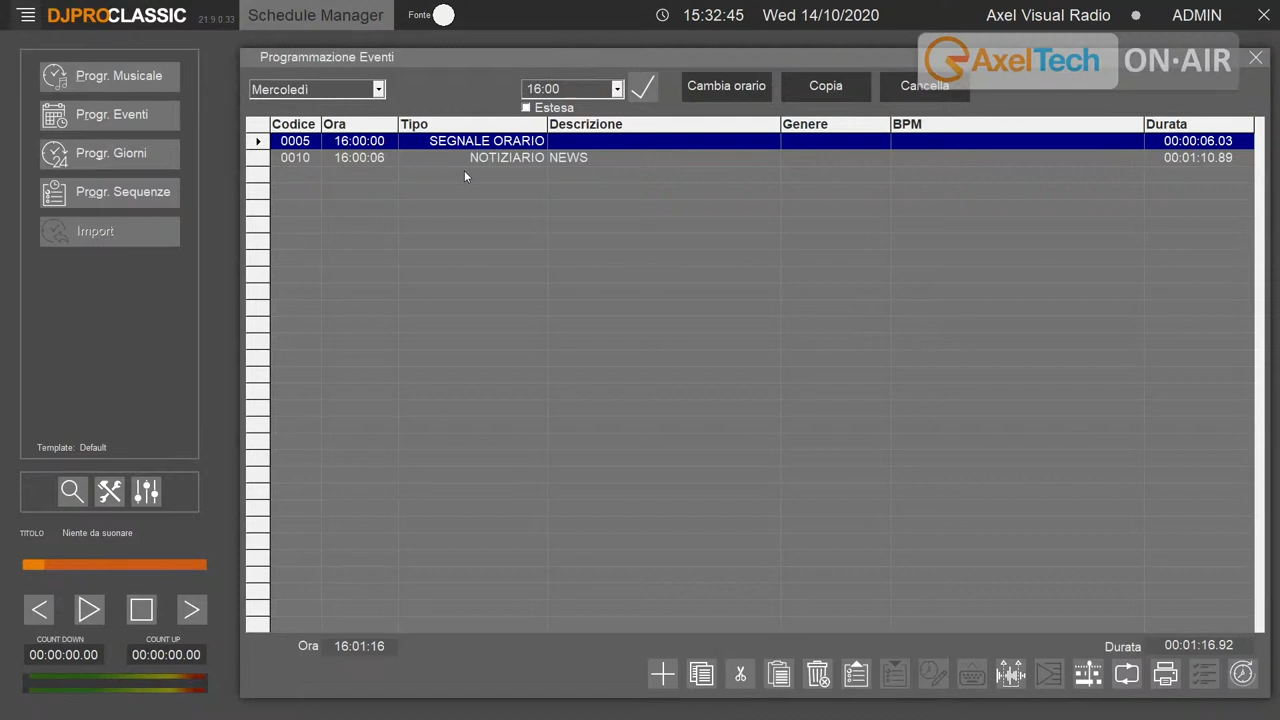 DJPROCLASSIC 21.9.0.33 Schedule Manager Fonte 15:32:45 Wed 14/10/2020 Axel Visual Radio ADMIN
Programmazione Eventi
AxelTech ON·AIR
Progr. Musicale
Progr. Eventi
Progr. Giorni
Progr. Sequenze
Import
Template: Default
TITOLO Niente da suonare
COUNT DOWN COUNT UP
00:00:00.00 00:00:00.00
Mercoledì 16:00 Cambia orario Copia Cancella
Estesa
Codice Ora Tipo Descrizione Genere BPM Durata
0005 16:00:00 SEGNALE ORARIO 00:00:06.03
0010 16:00:06 NOTIZIARIO NEWS 00:01:10.89
Ora 16:01:16 Durata 00:01:16.92